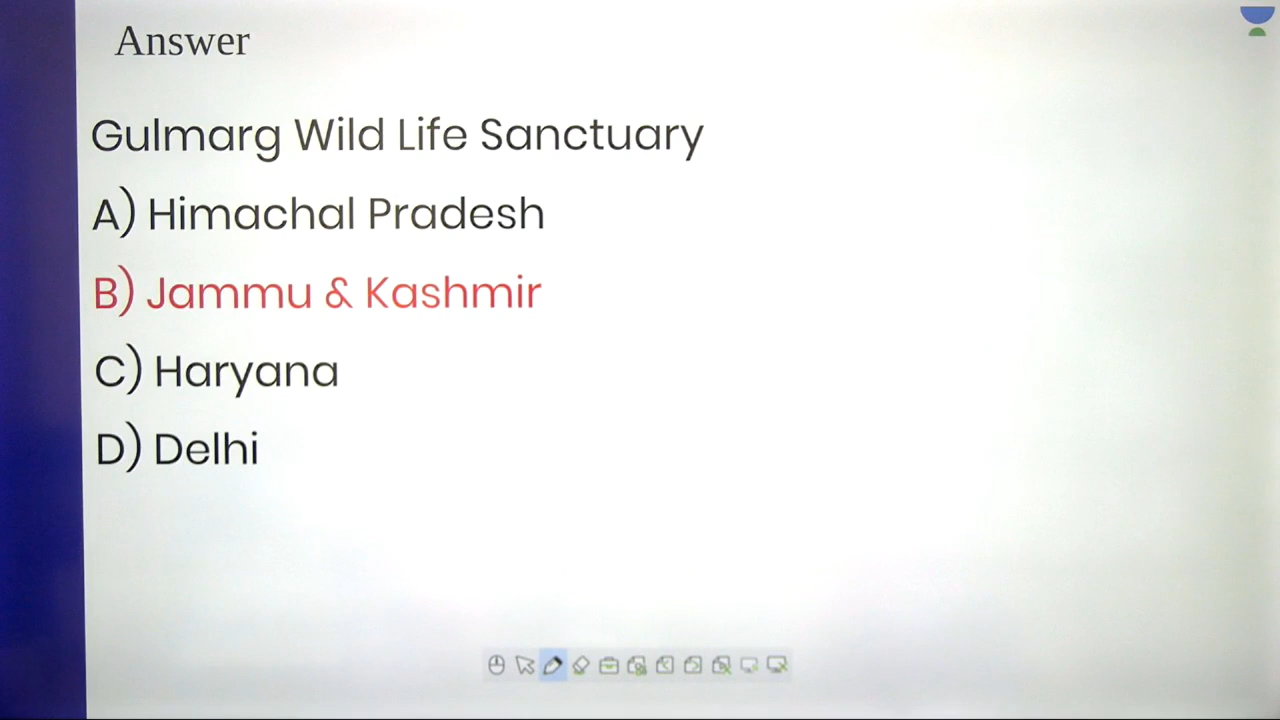 Answer
Gulmarg Wild Life Sanctuary
A) Himachal Pradesh
B) Jammu & Kashmir
C) Haryana
D) Delhi